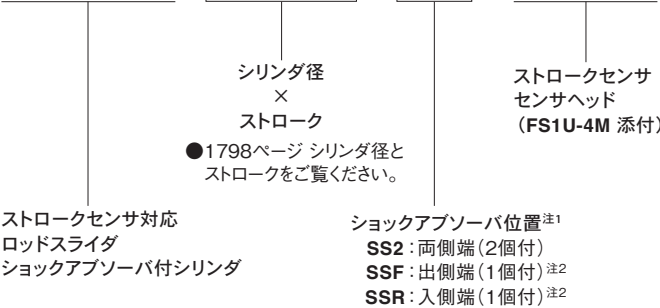 シリンダ径
×
ストローク
●1798ページ シリンダ径と
ストロークをご覧ください。
ストロークセンサ
センサヘッド
（FS1U-4M 添付）
ストロークセンサ対応
ロッドスライダ
ショックアブソーバ付シリンダ
ショックアブソーバ位置注1
SS2：両側端（2個付）
SSF：出側端（1個付）注2
SSR：入側端（1個付）注2